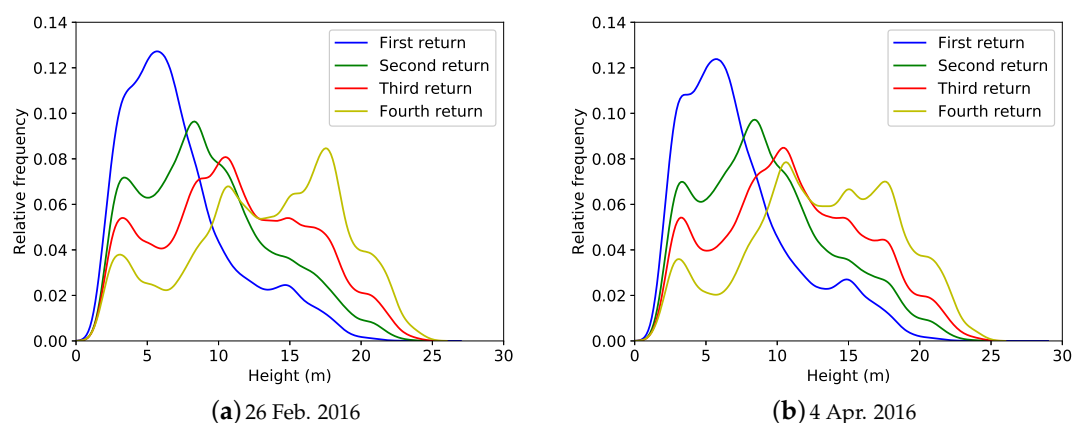 0.14
0.12
0.10
0.08
0.06
0.04
0.02
0.00
Relative frequency
First return
Second return
Third return
Fourth return
0 5 10 15 20 25 30
Height (m)
(a) 26 Feb. 2016
0.14
0.12
0.10
0.08
0.06
0.04
0.02
0.00
Relative frequency
First return
Second return
Third return
Fourth return
0 5 10 15 20 25 30
Height (m)
(b) 4 Apr. 2016